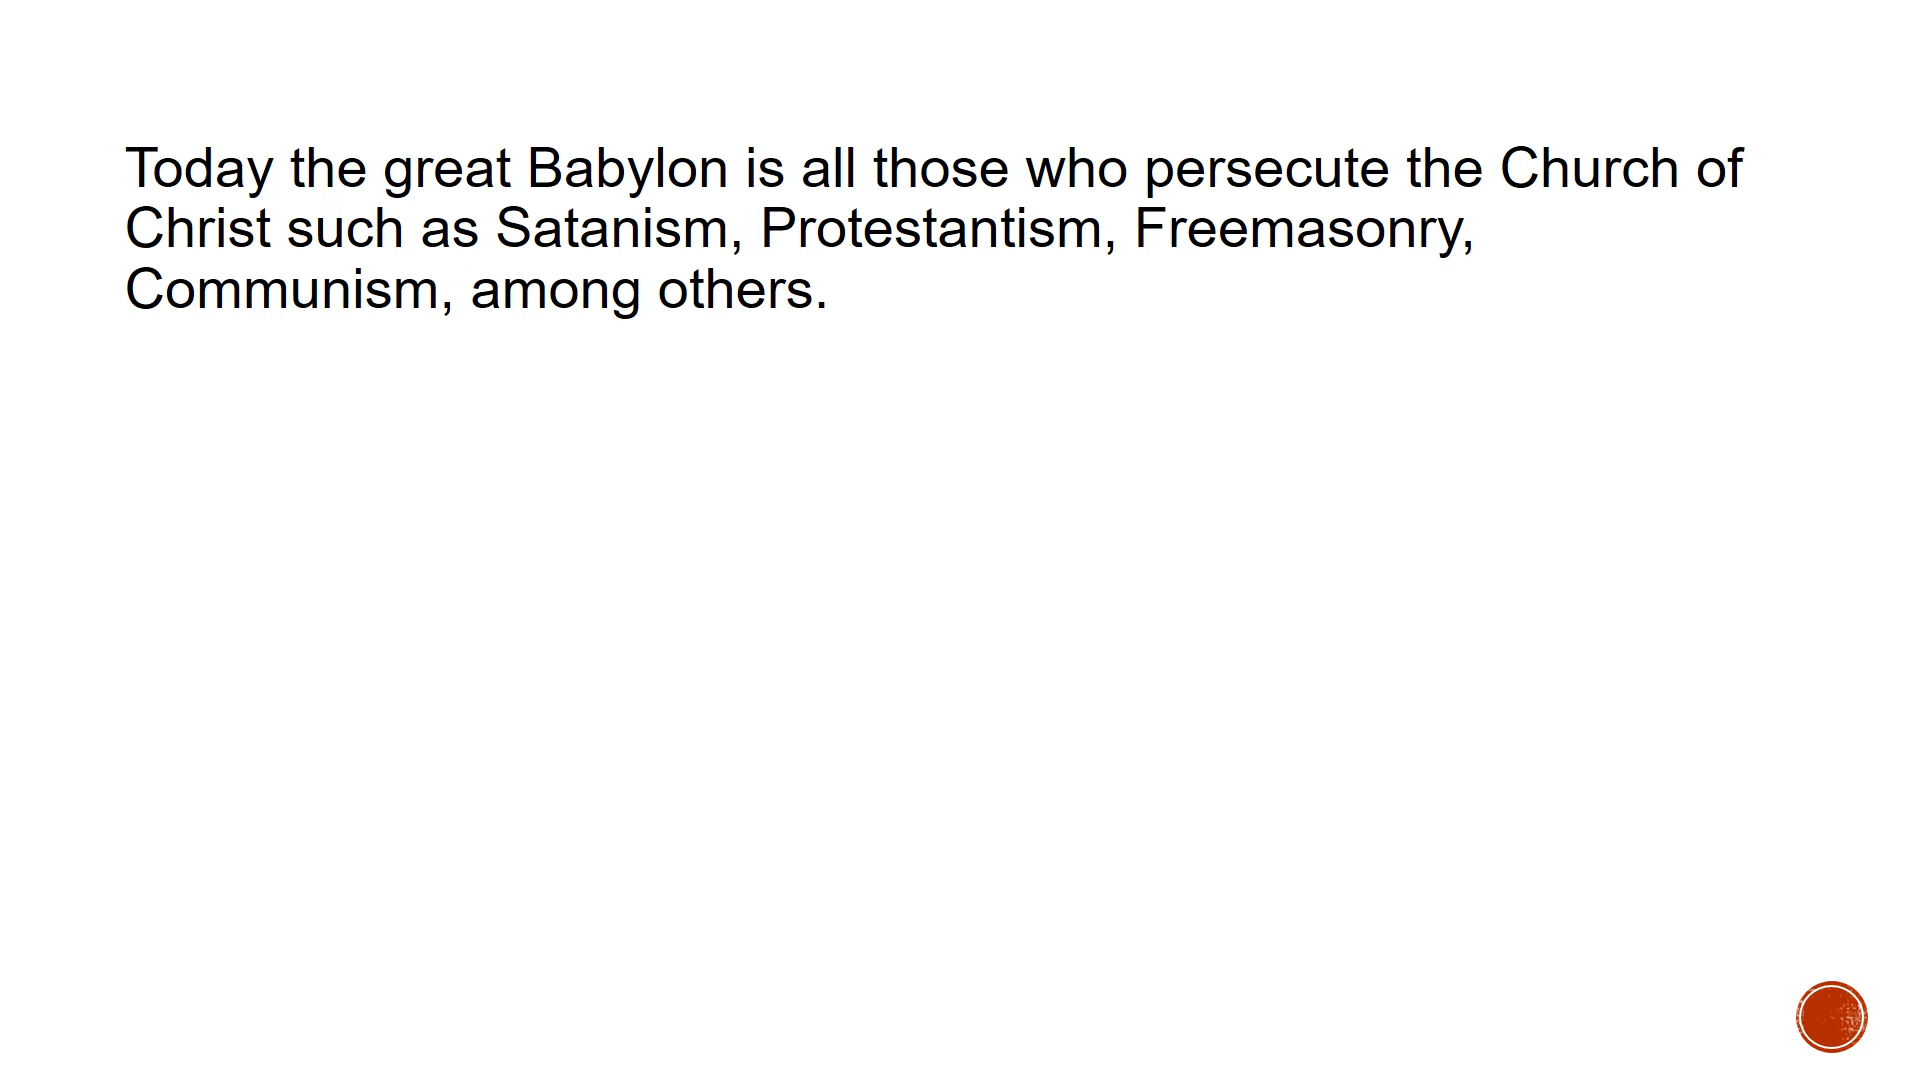 Today the great Babylon is all those who persecute the Church of
Christ such as Satanism, Protestantism, Freemasonry,
Communism, among others.